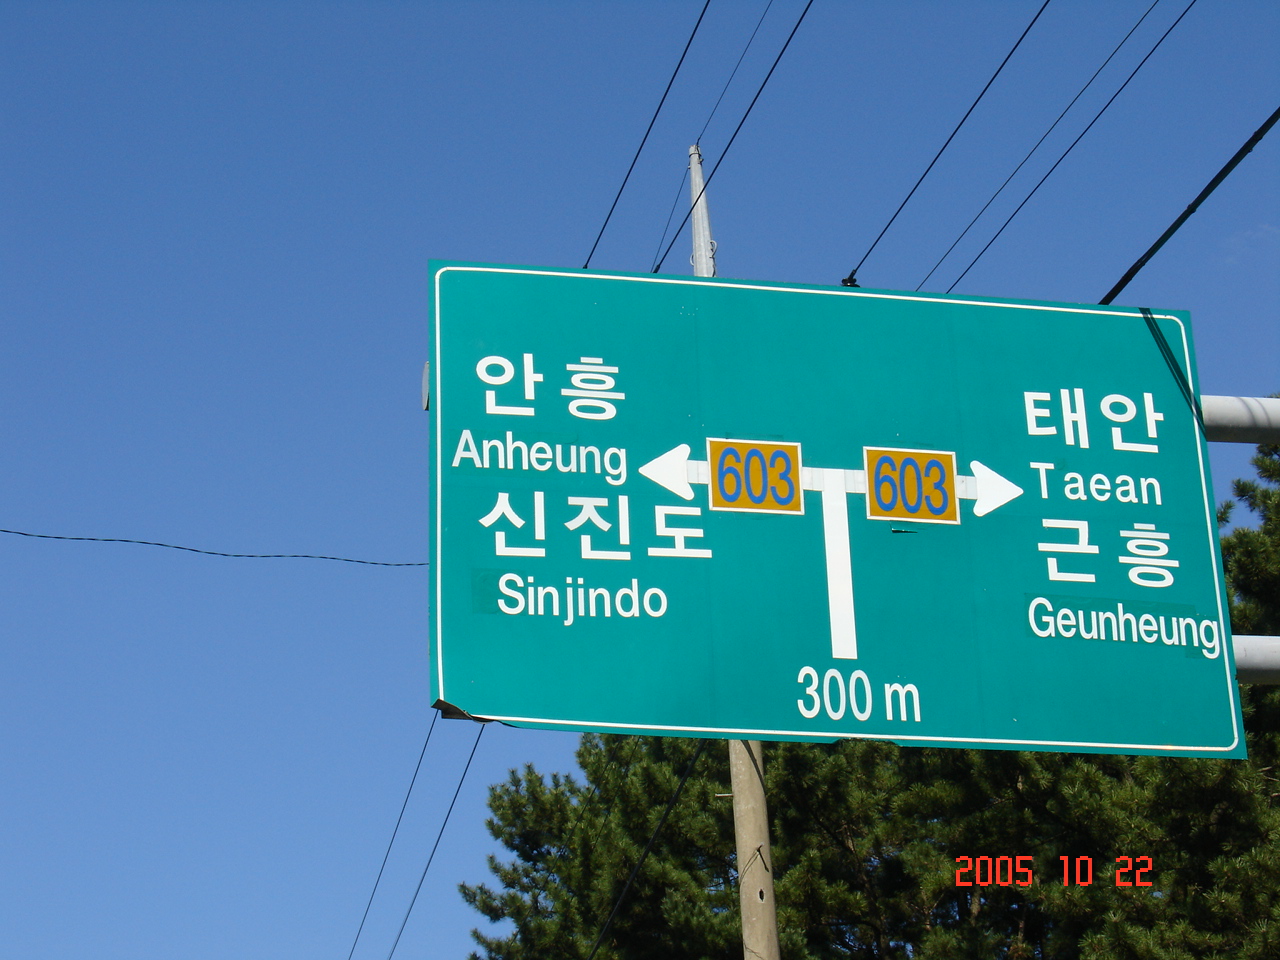 안흥
Anheung
신진도
Sinjindo
603
603
태안
Taean
근흥
Geunheung
300 m
2005 10 22